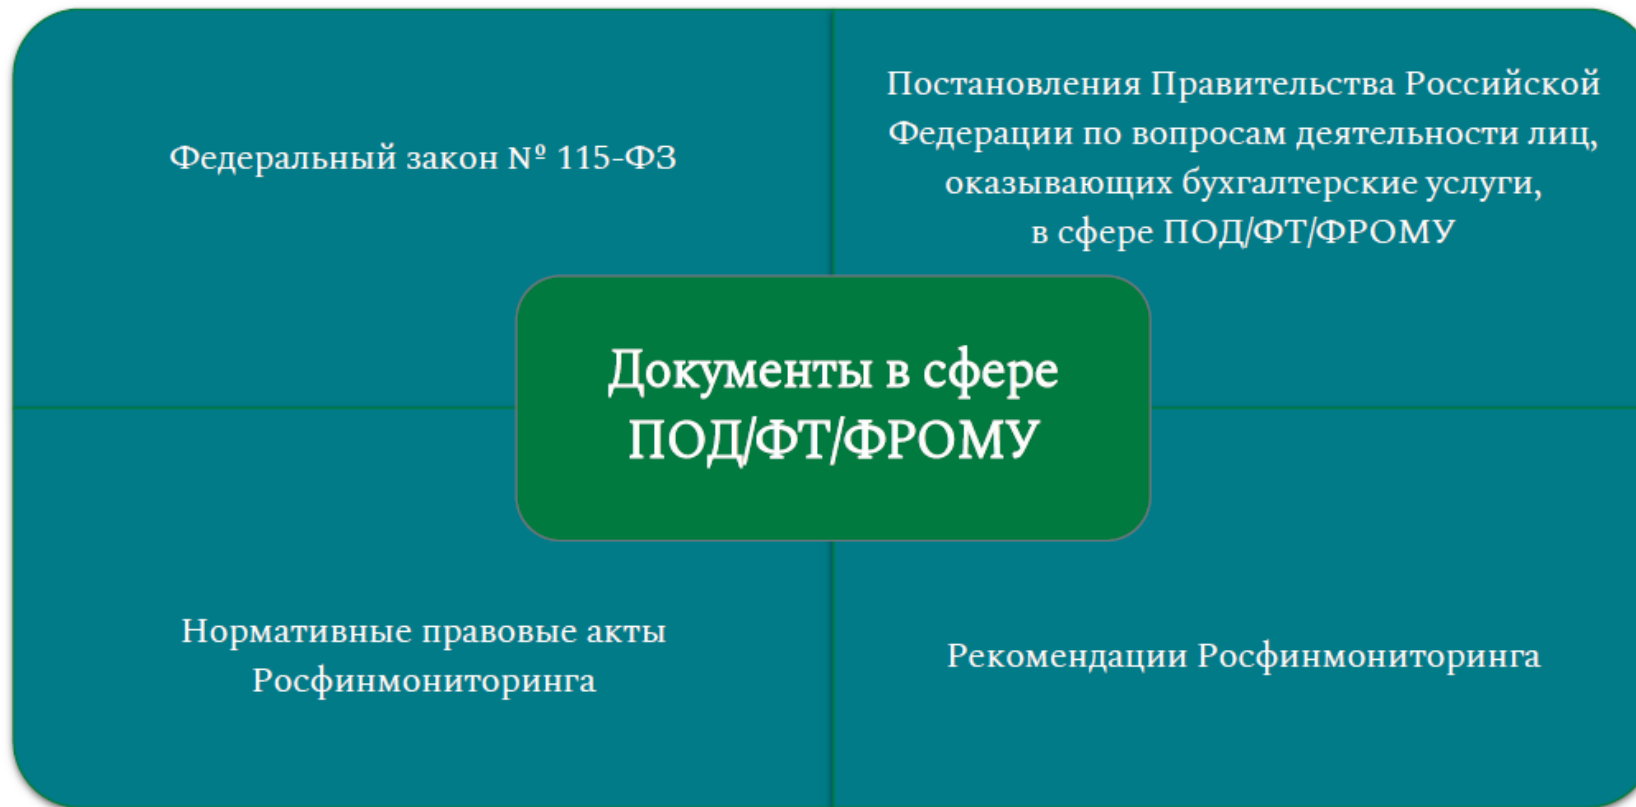 Федеральный закон № 115-ФЗ
Постановления Правительства Российской
Федерации по вопросам деятельности лиц,
оказывающих бухгалтерские услуги,
в сфере ПОД/ФТ/ФРОМУ
Документы в сфере
ПОД/ФТ/ФРОМУ
Нормативные правовые акты
Росфинмониторинга
Рекомендации Росфинмониторинга